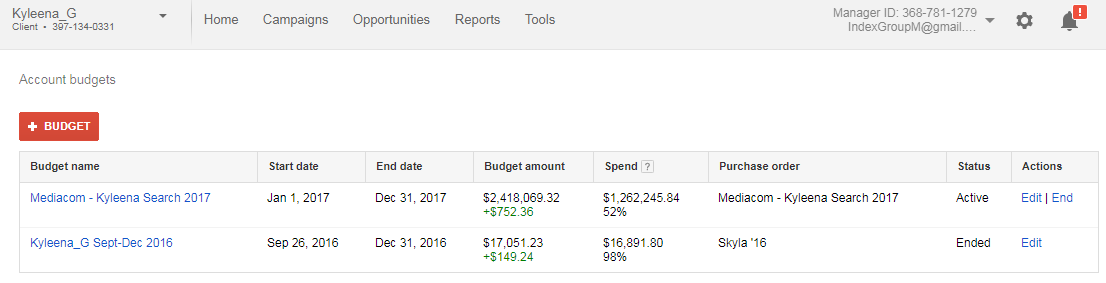 Kyleena_G
Client • 397-134-0331
Home Campaigns Opportunities Reports Tools
Manager ID: 368-781-1279
IndexGroupM@gmail....
!
Account budgets
+ BUDGET
Budget name Start date End date Budget amount Spend ? Purchase order Status Actions
Mediacom - Kyleena Search 2017 Jan 1, 2017 Dec 31, 2017 $2,418,069.32 $1,262,245.84 Mediacom - Kyleena Search 2017 Active Edit | End
+$752.36 52%
Kyleena_G Sept-Dec 2016 Sep 26, 2016 Dec 31, 2016 $17,051.23 $16,891.80 Skyla '16 Ended Edit
+$149.24 98%